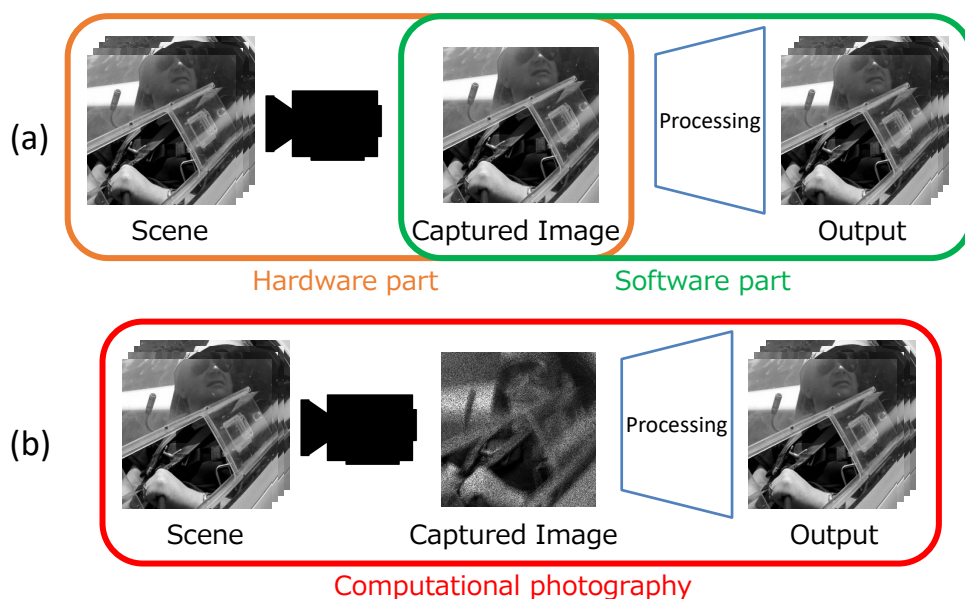 (a)
Processing
Scene
Captured Image
Output
Hardware part
Software part
(b)
Processing
Scene
Captured Image
Output
Computational photography